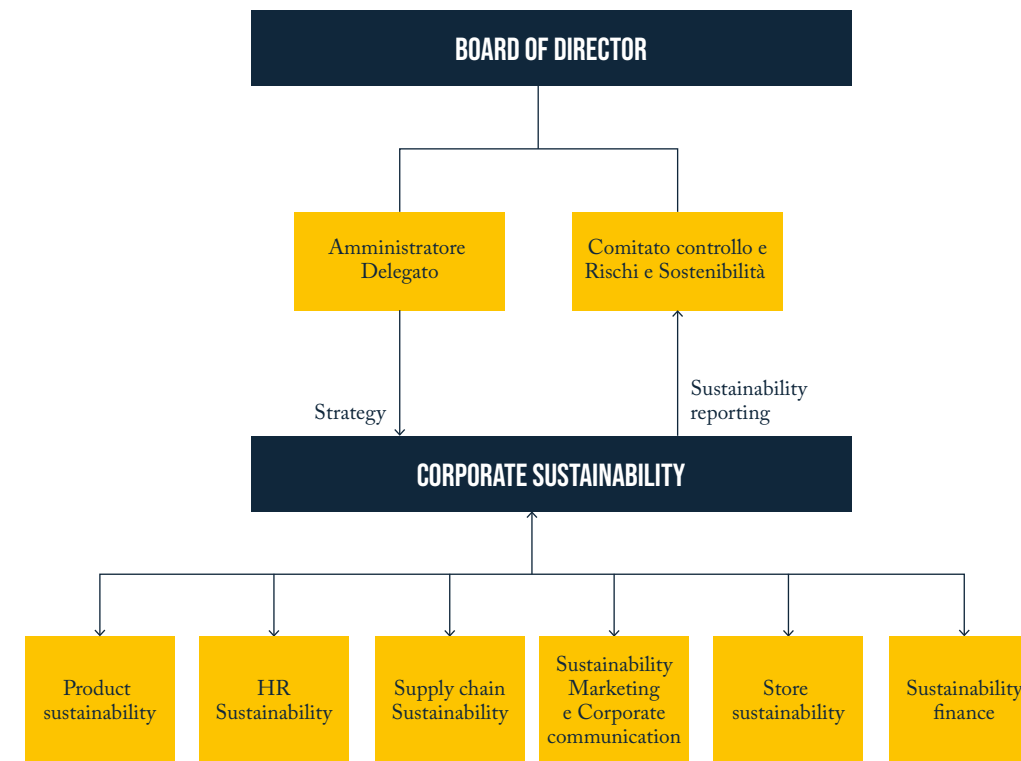 BOARD OF DIRECTOR
Amministratore
Delegato
Comitato controllo e
Rischi e Sostenibilità
Strategy
Sustainability
reporting
CORPORATE SUSTAINABILITY
Product
sustainability
HR
Sustainability
Supply chain
Sustainability
Sustainability
Marketing
e Corporate
communication
Store
sustainability
Sustainability
finance